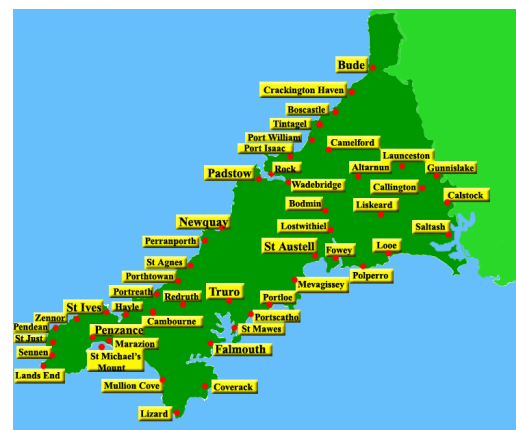 Bude
Crackington Haven
Boscastle
Tintagel
Port William
Port Isaac
Camelford
Launceston
Rock
Altarnun
Gunnislake
Padstow
Wadebridge
Callington
Calstock
Bodmin
Liskeard
Newquay
Lostwithiel
Saltash
Perranporth
St Austell
Fowey
Looe
St Agnes
Polperro
Porthtowan
Mevagissey
Portreath
Redruth
Truro
Portloe
St Ives
Hayle
Zennor
Cambourne
Portscatho
Pendean
Penzance
St Mawes
St Just
Marazion
Sennen
St Michael's
Mount
Falmouth
Lands End
Mullion Cove
Coverack
Lizard